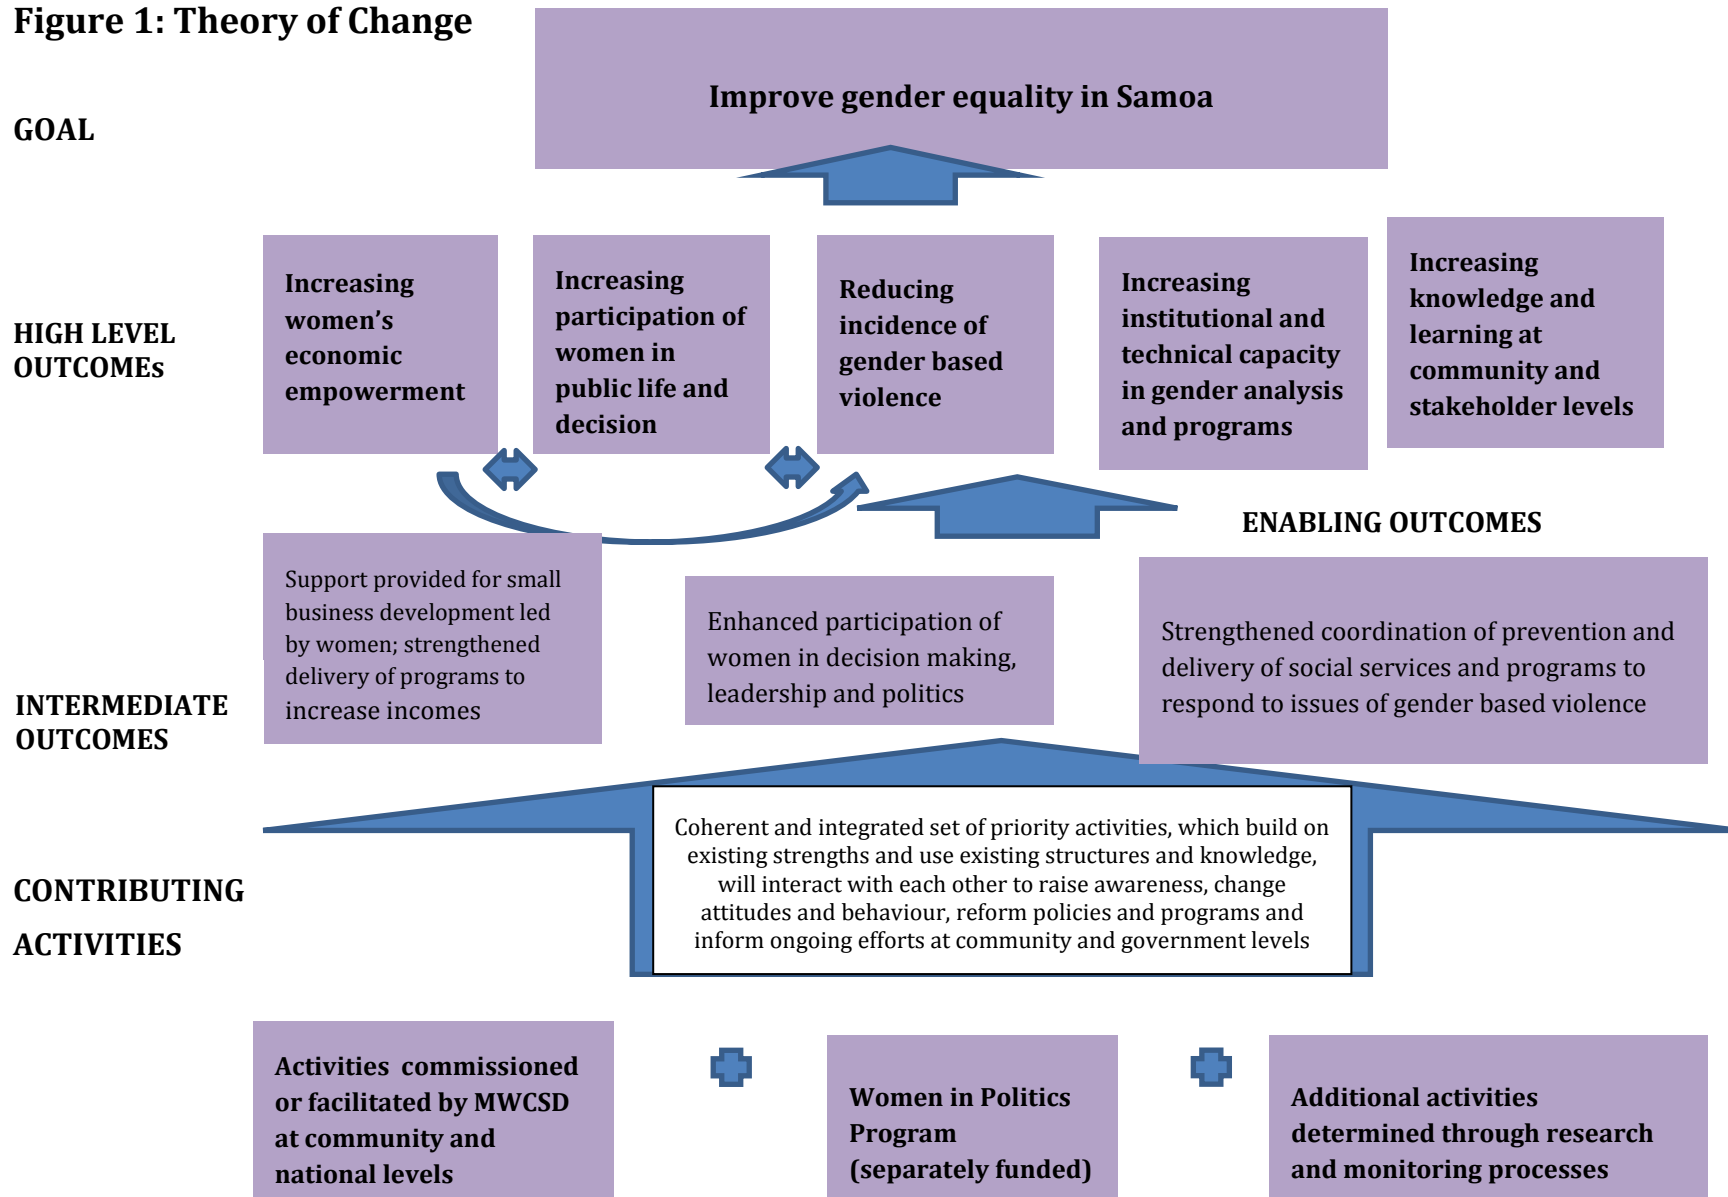 Figure 1: Theory of Change
Improve gender equality in Samoa
GOAL
HIGH LEVEL
OUTCOMEs
Increasing
women’s
economic
empowerment
Increasing
participation of
women in
public life and
decision
Reducing
incidence of
gender based
violence
Increasing
institutional and
technical capacity
in gender analysis
and programs
Increasing
knowledge and
learning at
community and
stakeholder levels
ENABLING OUTCOMES
INTERMEDIATE
OUTCOMES
Support provided for small
business development led
by women; strengthened
delivery of programs to
increase incomes
Enhanced participation of
women in decision making,
leadership and politics
Strengthened coordination of prevention and
delivery of social services and programs to
respond to issues of gender based violence
CONTRIBUTING
ACTIVITIES
Coherent and integrated set of priority activities, which build on
existing strengths and use existing structures and knowledge,
will interact with each other to raise awareness, change
attitudes and behaviour, reform policies and programs and
inform ongoing efforts at community and government levels
Activities commissioned
or facilitated by MWCSD
at community and
national levels
Women in Politics
Program
(separately funded)
Additional activities
determined through research
and monitoring processes